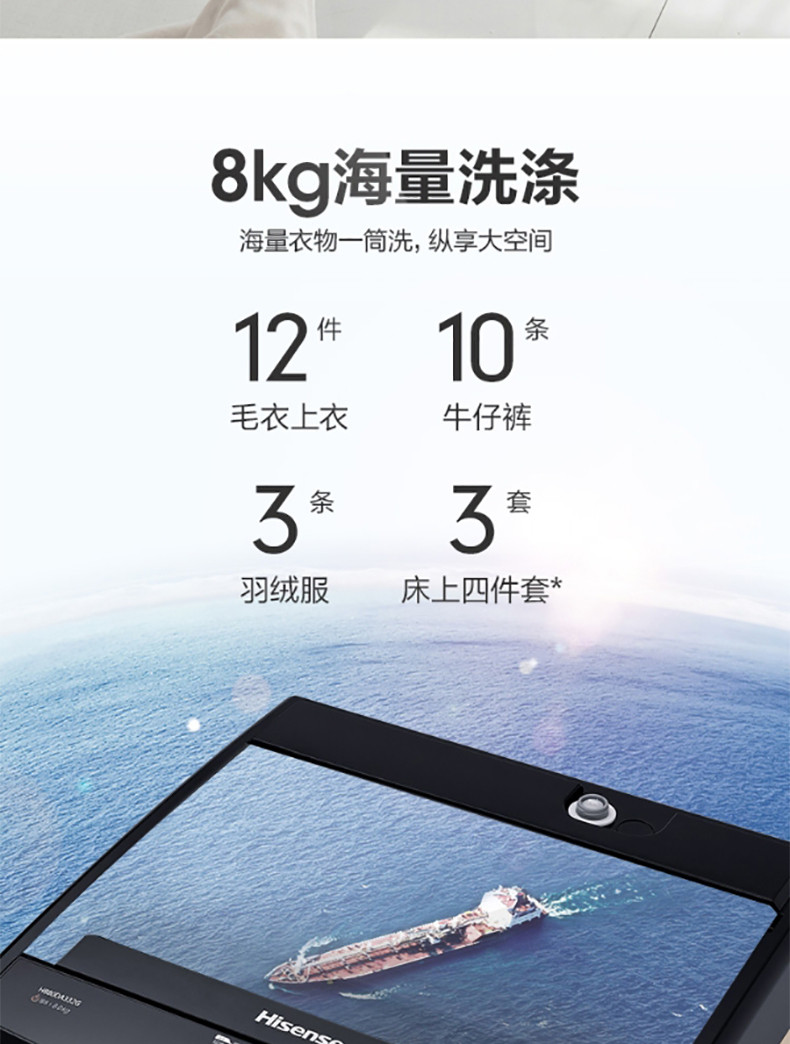 8kg海量洗涤
海量衣物一筒洗，纵享大空间
12件
10条
毛衣上衣
牛仔裤
3条
3套
羽绒服
床上四件套*
Hisense